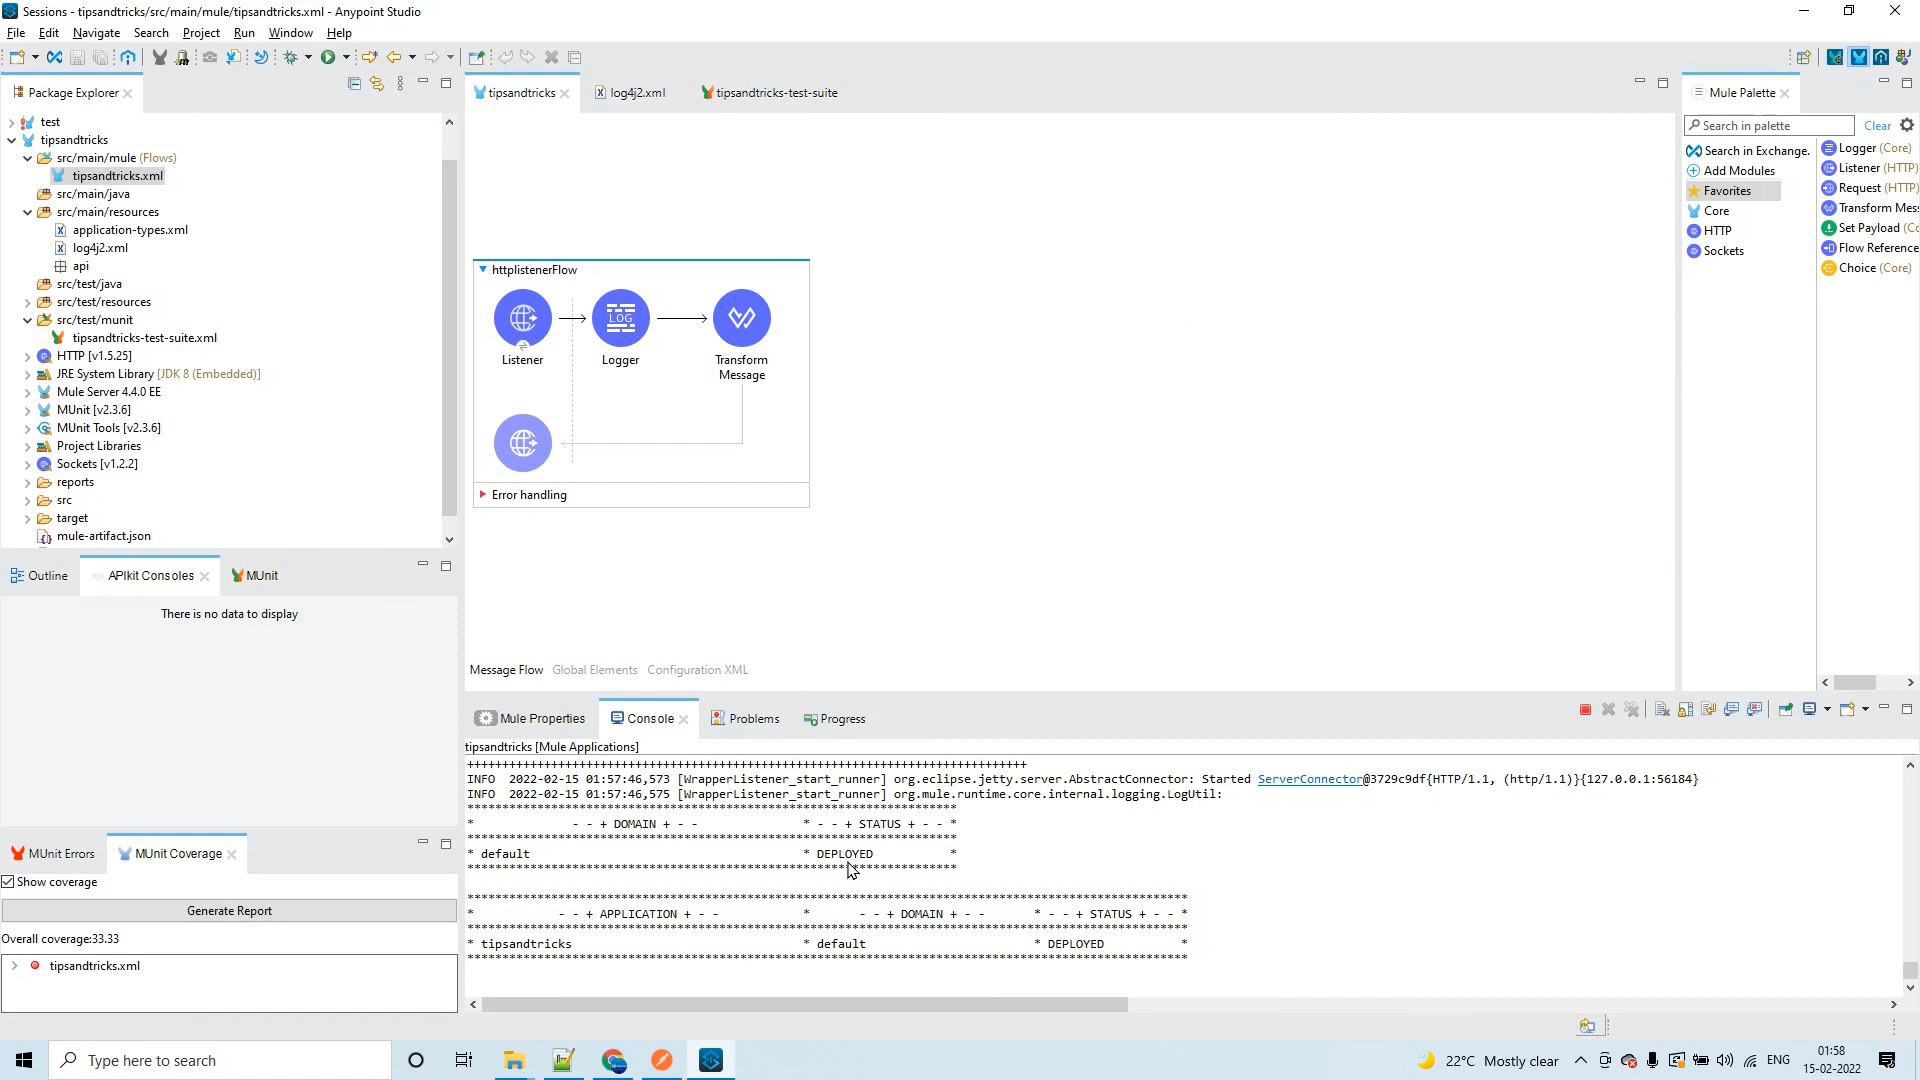 Sessions - tipsandtricks/src/main/mule/tipsandtricks.xml - Anypoint Studio
File Edit Navigate Search Project Run Window Help
Package Explorer
test
tipsandtricks
src/main/mule (Flows)
tipsandtricks.xml
src/main/java
src/main/resources
application-types.xml
log4j2.xml
api
src/test/java
src/test/resources
src/test/munit
tipsandtricks-test-suite.xml
HTTP [v1.5.25]
JRE System Library [JDK 8 (Embedded)]
Mule Server 4.4.0 EE
MUnit [v2.3.6]
MUnit Tools [v2.3.6]
Project Libraries
Sockets [v1.2.2]
reports
src
target
mule-artifact.json
Outline APIkit Consoles MUnit
There is no data to display
MUnit Errors MUnit Coverage
Show coverage
Generate Report
Overall coverage:33.33
tipsandtricks.xml
tipsandtricks log4j2.xml tipsandtricks-test-suite
httplistenerFlow
LOG
Listener Logger Transform
Message
Error handling
Message Flow Global Elements Configuration XML
Mule Palette
Search in palette Clear
Search in Exchange.
Add Modules
Favorites
Core
HTTP
Sockets
Logger (Core)
Listener (HTTP)
Request (HTTP)
Transform Mes
Set Payload (Co
Flow Reference
Choice (Core)
Mule Properties Console Problems Progress
tipsandtricks [Mule Applications]
++++++++++++++++++++++++++++++++++++++++++++++++++++++++++++++++++++++++++++++++
INFO 2022-02-15 01:57:46,573 [WrapperListener_start_runner] org.eclipse.jetty.server.AbstractConnector: Started ServerConnector@3729c9df{HTTP/1.1, (http/1.1)}{127.0.0.1:56184}
INFO 2022-02-15 01:57:46,575 [WrapperListener_start_runner] org.mule.runtime.core.internal.logging.LogUtil:
**********************************************************************
* - - + DOMAIN + - - * - - + STATUS + - - *
**********************************************************************
* default * DEPLOYED *
**********************************************************************
*******************************************************************************************************
* - - + APPLICATION + - - * - - + DOMAIN + - - * - - + STATUS + - - *
*******************************************************************************************************
* tipsandtricks * default * DEPLOYED *
*******************************************************************************************************
Type here to search
22°C Mostly clear
ENG
01:58
15-02-2022